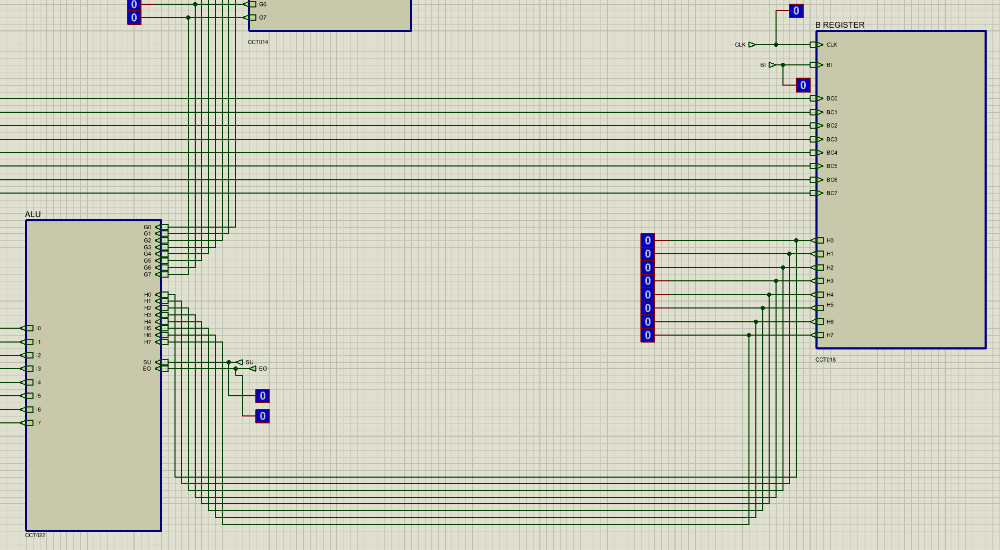 0 G6
0 G7
CCT014
0
B REGISTER
CLK CLK
BI BI
0
BC0
BC1
BC2
BC3
BC4
BC5
BC6
BC7
ALU
G0
G1
G2
G3
G4
G5
G6
G7
H0
H1
H2
H3
H4
H5
H6
H7
SU SU
EO EO
0
0
I0
I1
I2
I3
I4
I5
I6
I7
CCT022
0 H0
0 H1
0 H2
0 H3
0 H4
0 H5
0 H6
0 H7
CCT018